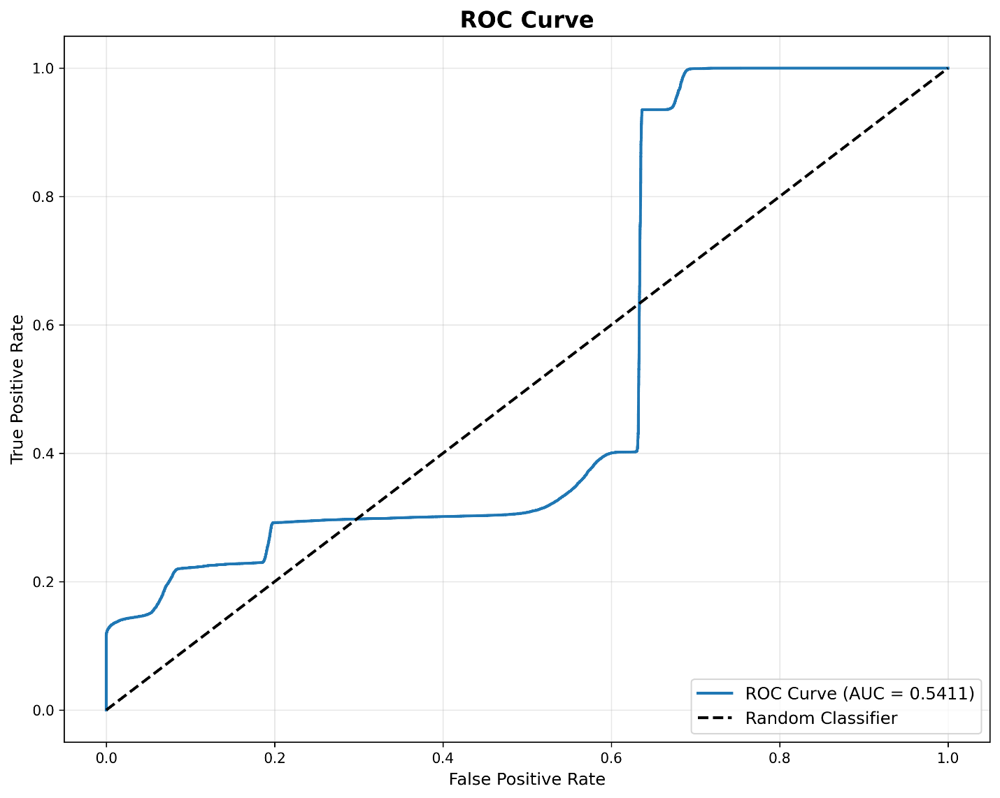 ROC Curve
True Positive Rate
1.0
0.8
0.6
0.4
0.2
0.0
0.0 0.2 0.4 0.6 0.8 1.0
False Positive Rate
ROC Curve (AUC = 0.5411)
Random Classifier